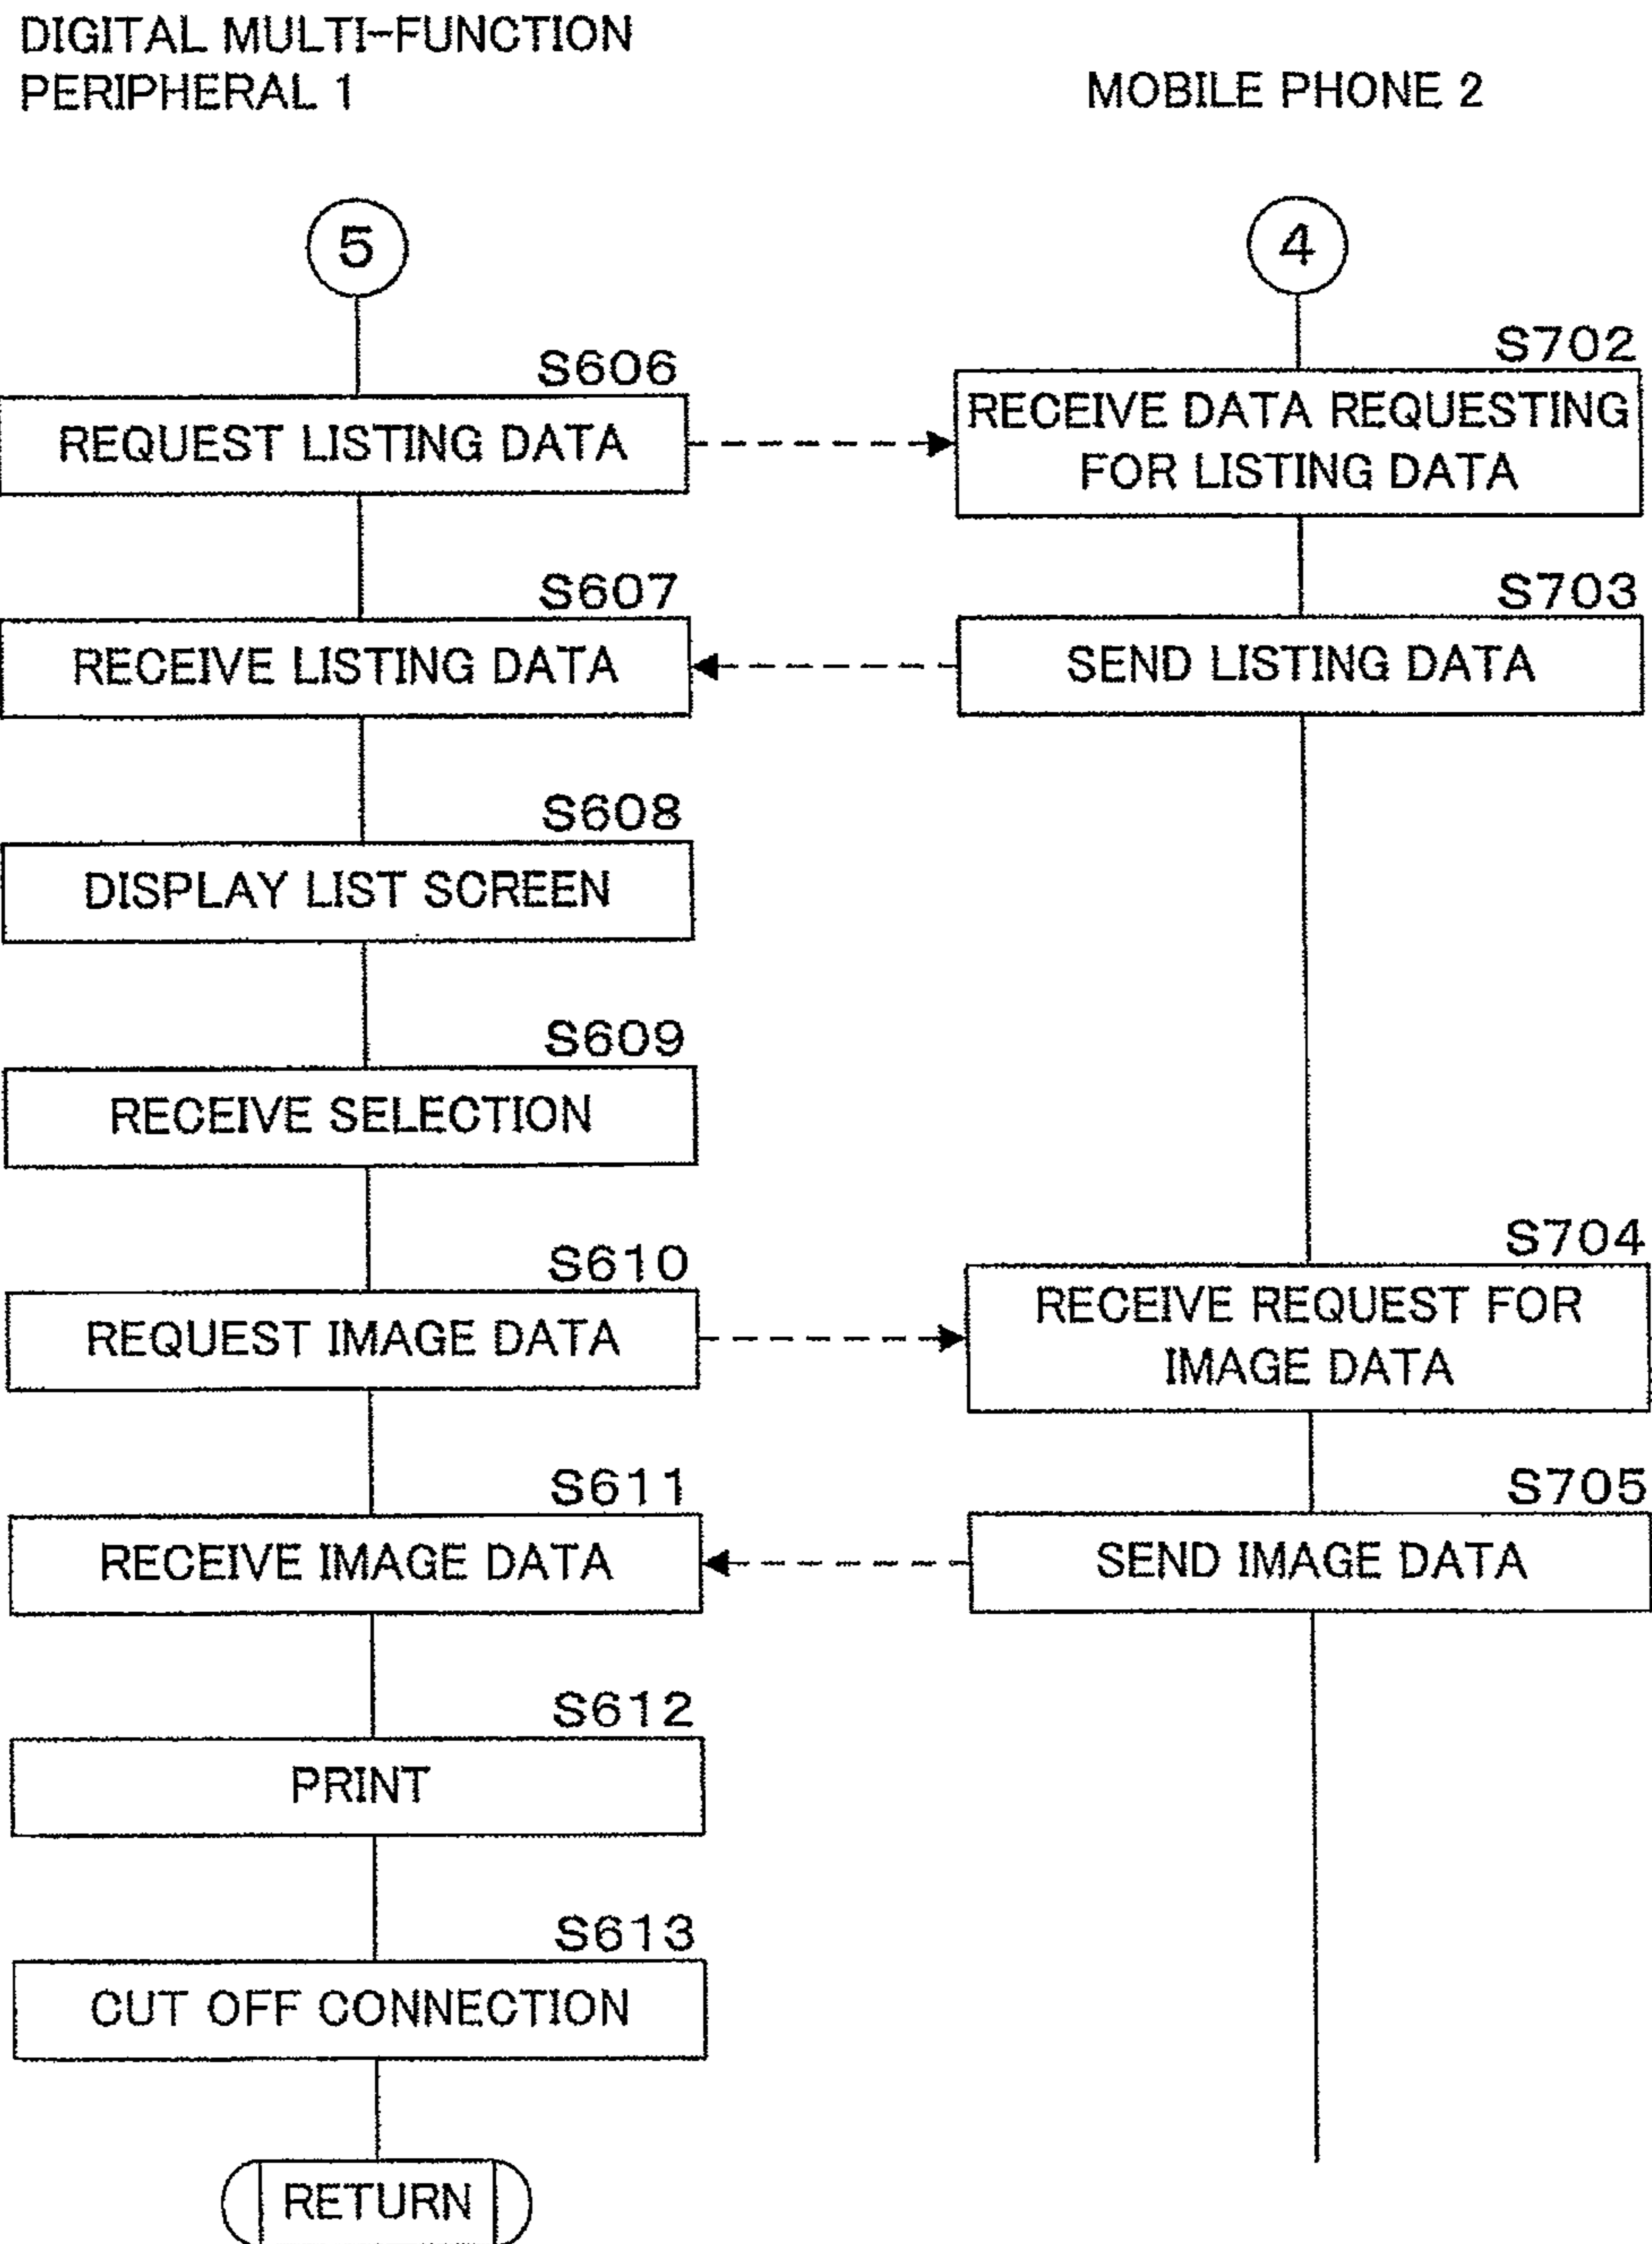 DIGITAL MULTI-FUNCTION
PERIPHERAL 1
MOBILE PHONE 2
5
4
S606
REQUEST LISTING DATA
S702
RECEIVE DATA REQUESTING
FOR LISTING DATA
S607
RECEIVE LISTING DATA
S703
SEND LISTING DATA
S608
DISPLAY LIST SCREEN
S609
RECEIVE SELECTION
S610
REQUEST IMAGE DATA
S704
RECEIVE REQUEST FOR
IMAGE DATA
S611
RECEIVE IMAGE DATA
S705
SEND IMAGE DATA
S612
PRINT
S613
CUT OFF CONNECTION
RETURN